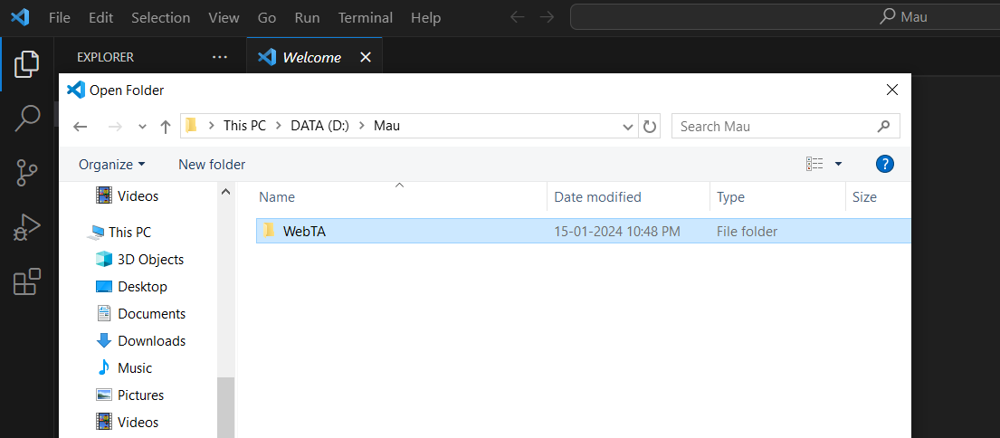 File Edit Selection View Go Run Terminal Help Mau
EXPLORER ··· Welcome
Open Folder
This PC > DATA (D:) > Mau Search Mau
Organize New folder ?
Name Date modified Type Size
Videos
WebTA 15-01-2024 10:48 PM File folder
This PC
3D Objects
Desktop
Documents
Downloads
Music
Pictures
Videos